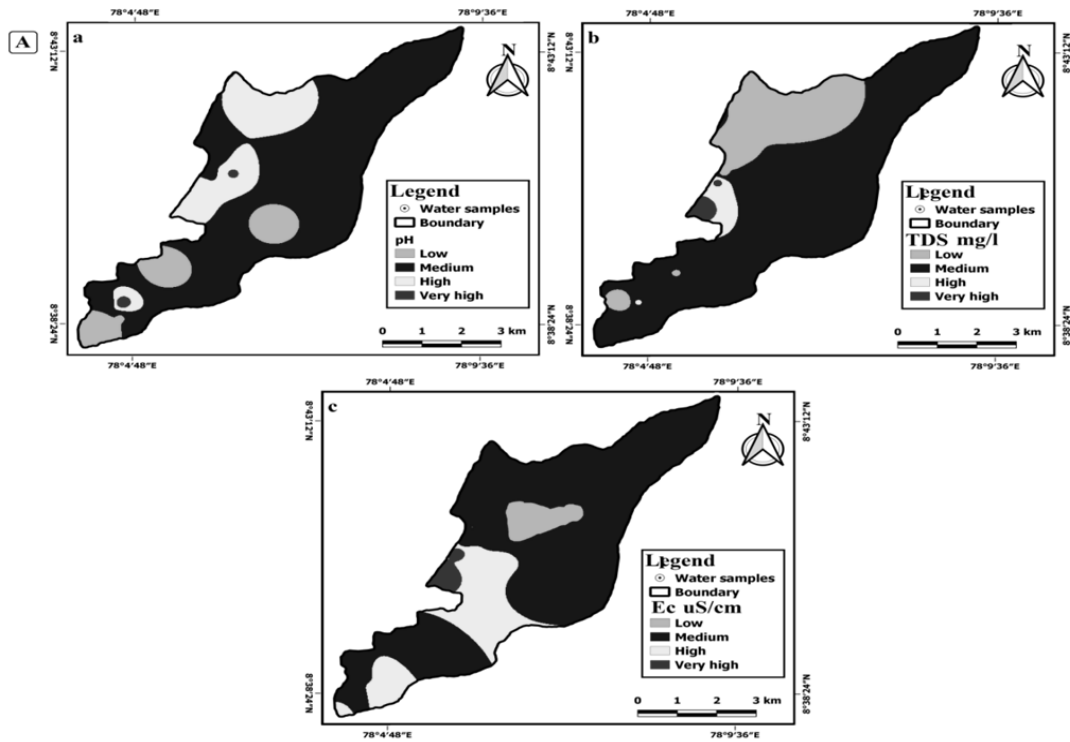 A
a
78°4'48"E
78°9'36"E
8°43'12"N
8°43'12"N
N
Legend
Water samples
Boundary
pH
Low
Medium
High
Very high
0 1 2 3 km
8°38'24"N
8°38'24"N
78°4'48"E
78°9'36"E
b
78°4'48"E
78°9'36"E
8°43'12"N
8°43'12"N
N
Legend
Water samples
Boundary
TDS mg/l
Low
Medium
High
Very high
0 1 2 3 km
8°38'24"N
8°38'24"N
78°4'48"E
78°9'36"E
c
78°4'48"E
78°9'36"E
8°43'12"N
8°43'12"N
N
Legend
Water samples
Boundary
Ec uS/cm
Low
Medium
High
Very high
0 1 2 3 km
8°38'24"N
8°38'24"N
78°4'48"E
78°9'36"E